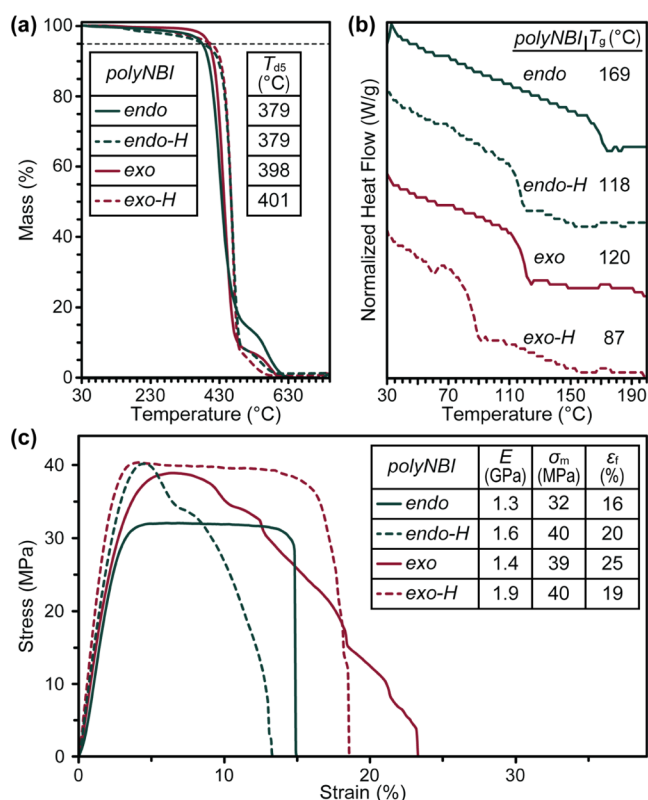 (a)
100
80
60
40
20
0
Mass (%)
polyNBI Td5 (°C)
endo 379
endo-H 379
exo 398
exo-H 401
30 230 430 630
Temperature (°C)
(b)
Normalized Heat Flow (W/g)
polyNBI Tg (°C)
endo 169
endo-H 118
exo 120
exo-H 87
30 70 110 150 190
Temperature (°C)
(c)
50
40
30
20
10
0
Stress (MPa)
polyNBI E (GPa) σm (MPa) εf (%)
endo 1.3 32 16
endo-H 1.6 40 20
exo 1.4 39 25
exo-H 1.9 40 19
0 10 20 30
Strain (%)